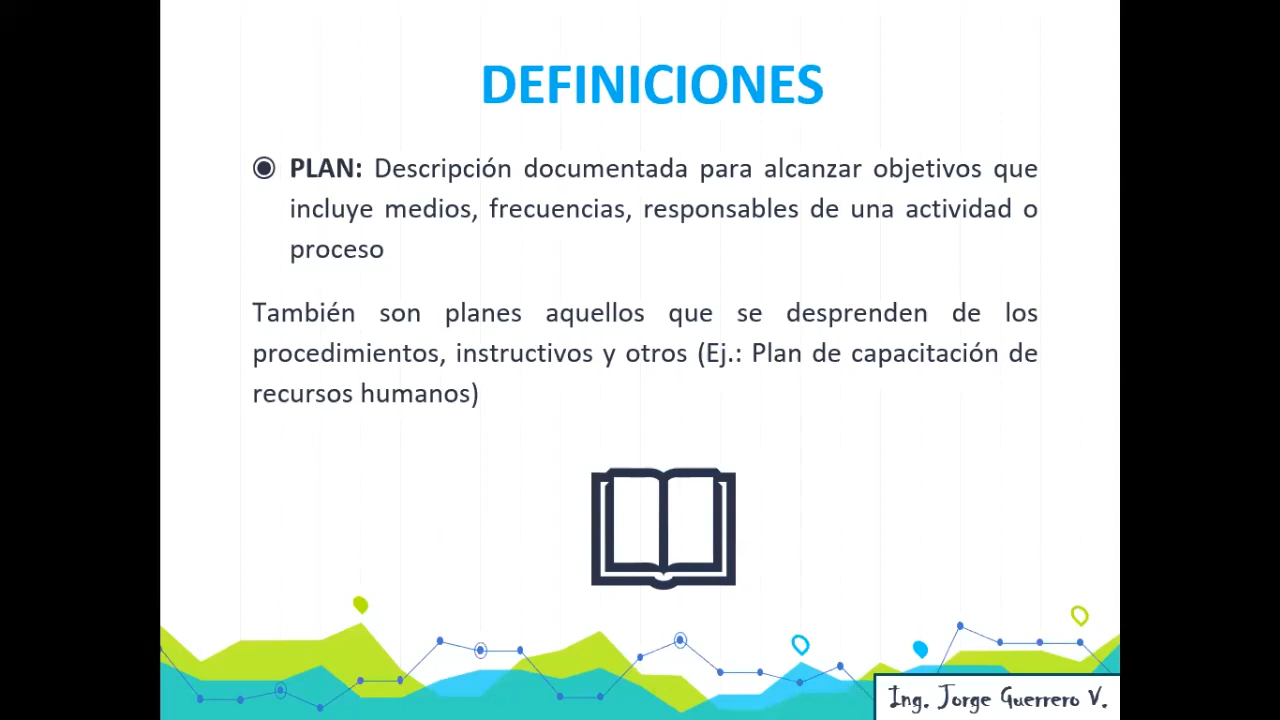 DEFINICIONES
PLAN: Descripción documentada para alcanzar objetivos que
incluye medios, frecuencias, responsables de una actividad o
proceso
También son planes aquellos que se desprenden de los
procedimientos, instructivos y otros (Ej.: Plan de capacitación de
recursos humanos)
Ing. Jorge Guerrero V.